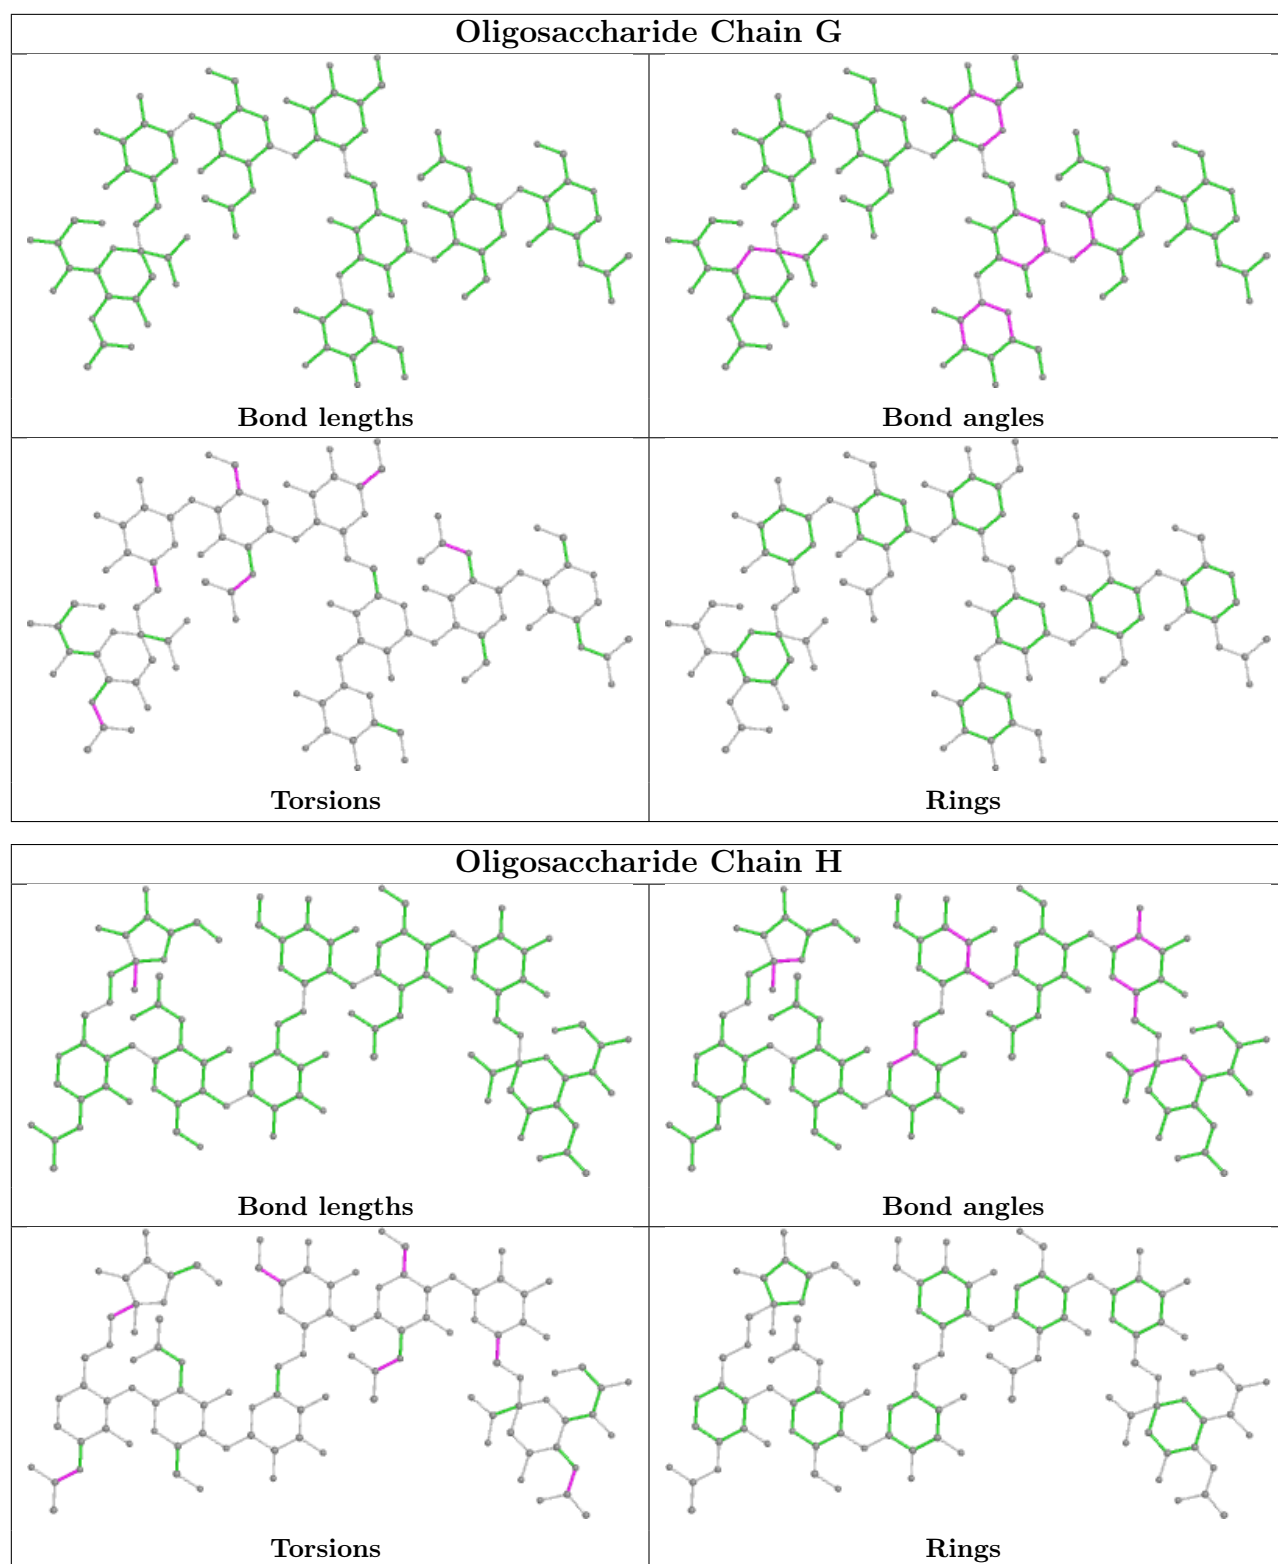 Oligosaccharide Chain G
Bond lengths
Bond angles
Torsions
Rings
Oligosaccharide Chain H
Bond lengths
Bond angles
Torsions
Rings